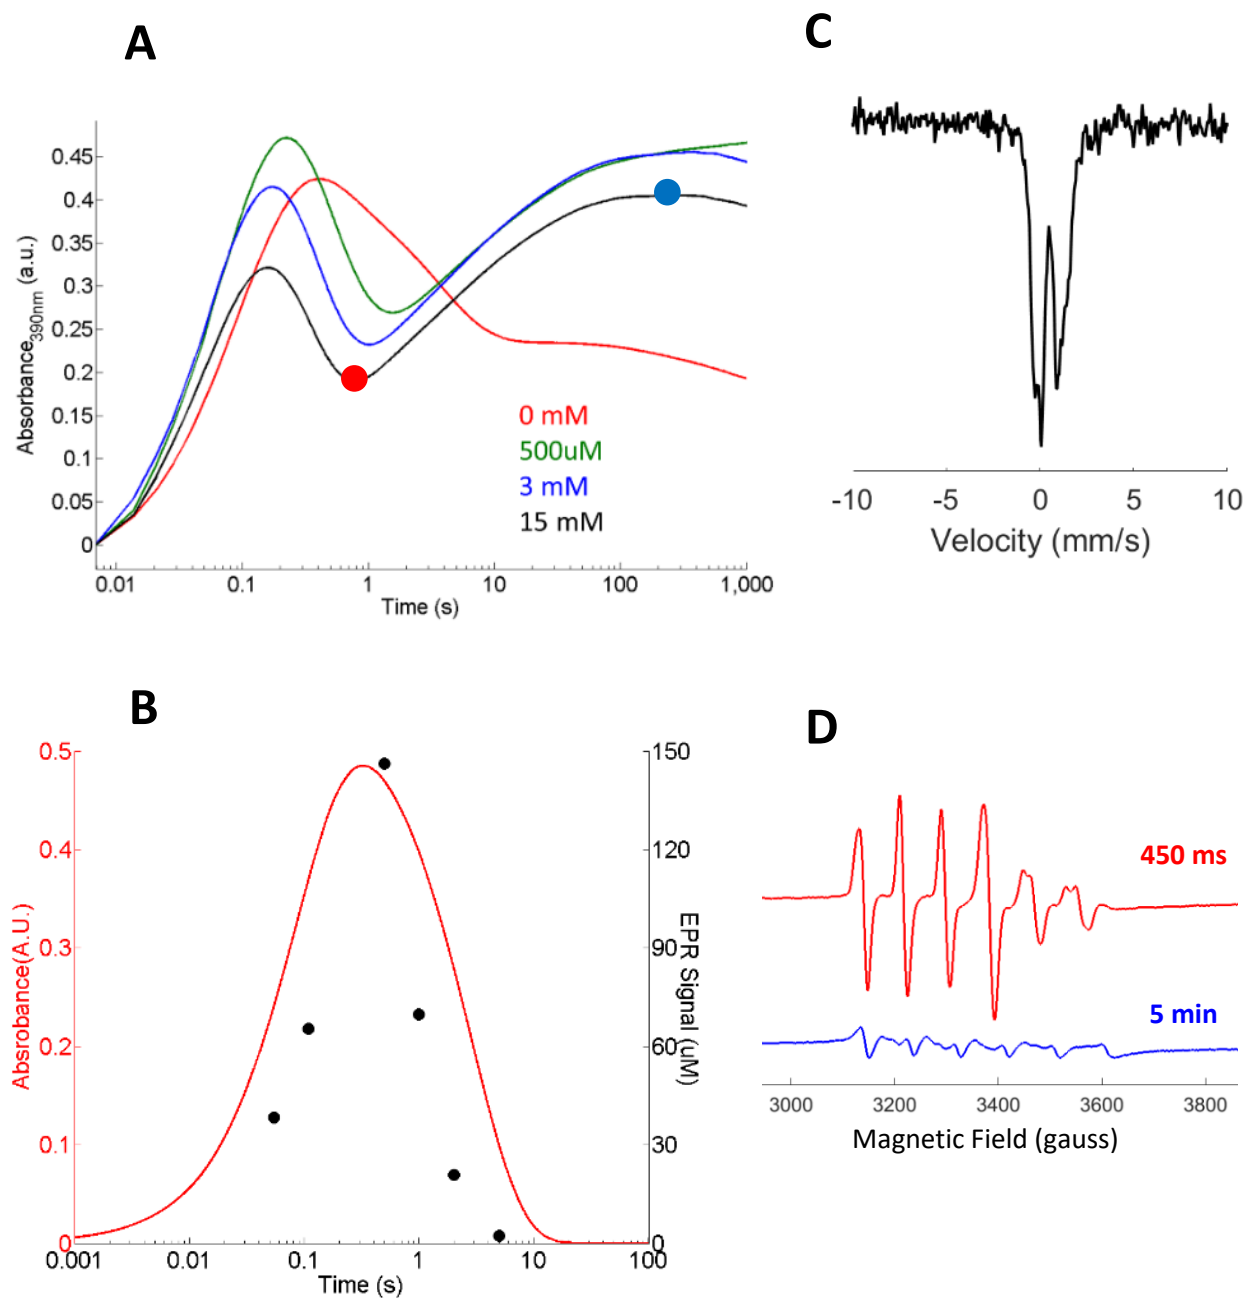 A
Absorbance390nm (a.u.)
0.45
0.4
0.35
0.3
0.25
0.2
0.15
0.1
0.05
0
0 mM
500uM
3 mM
15 mM
0.01 0.1 1 10 100 1,000
Time (s)
C
-10 -5 0 5 10
Velocity (mm/s)
B
Absrobance(A.U.)
0.5
0.4
0.3
0.2
0.1
0
150
120
90
60
30
0
EPR Signal (uM)
0.001 0.01 0.1 1 10 100
Time (s)
D
450 ms
5 min
3000 3200 3400 3600 3800
Magnetic Field (gauss)